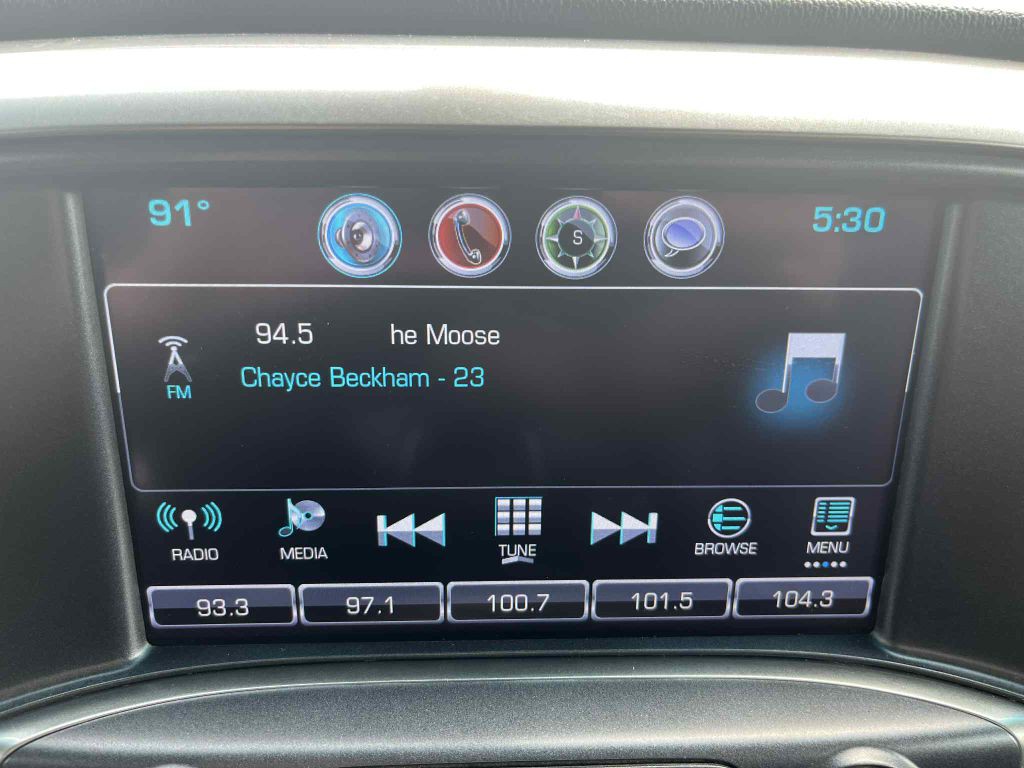 91° 5:30
S
94.5 he Moose
Chayce Beckham - 23
FM
RADIO MEDIA TUNE BROWSE MENU
93.3 97.1 100.7 101.5 104.3